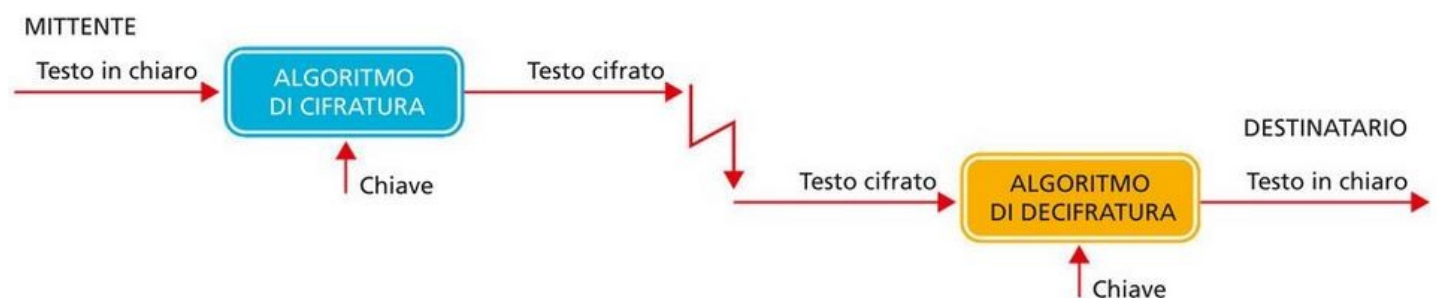 MITTENTE
Testo in chiaro
ALGORITMO
DI CIFRATURA
Testo cifrato
Chiave
DESTINATARIO
Testo cifrato
ALGORITMO
DI DECIFRATURA
Testo in chiaro
Chiave